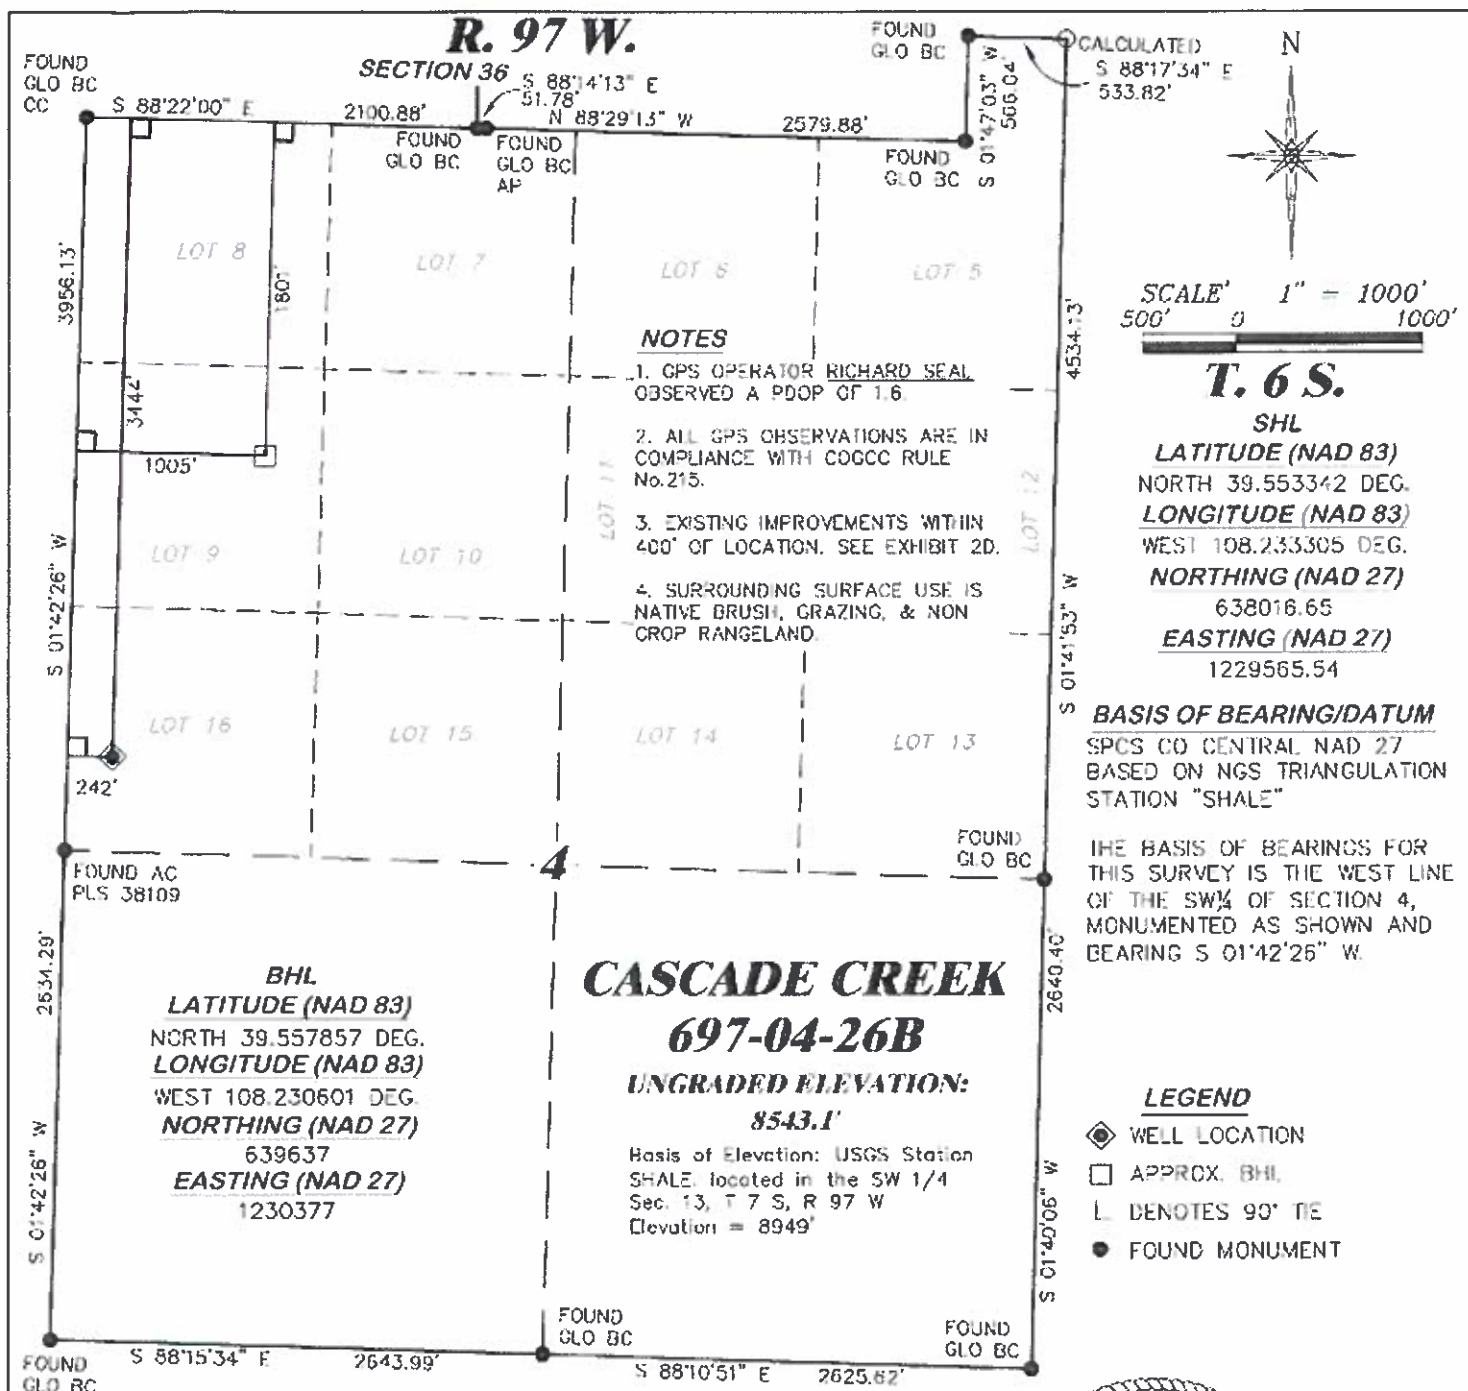 R. 97 W.
SECTION 36
FOUND
GLO BC
CC
S 88°22'00" E
2100.88'
S 88°14'13" E
51.78'
N 88°29'13" W
2579.88'
FOUND
GLO BC
FOUND
GLO BC
AP
FOUND
GLO BC
FOUND
GLO BC
S 01°47'03" W
566.04'
CALCULATED
S 88°17'34" E
533.82'
N
SCALE' 1" = 1000'
500' 0 1000'
T. 6 S.
SHL
LATITUDE (NAD 83)
NORTH 39.553342 DEG.
LONGITUDE (NAD 83)
WEST 108.233305 DEG.
NORTHING (NAD 27)
638016.65
EASTING (NAD 27)
1229565.54
BASIS OF BEARING/DATUM
SPCS CO CENTRAL NAD 27
BASED ON NGS TRIANGULATION
STATION "SHALE"
THE BASIS OF BEARINGS FOR
THIS SURVEY IS THE WEST LINE
OF THE SW¼ OF SECTION 4,
MONUMENTED AS SHOWN AND
BEARING S 01°42'26" W.
LEGEND
WELL LOCATION
APPROX. BHL
DENOTES 90° TIE
FOUND MONUMENT
3956.13'
S 01°42'26" W
LOT 8
LOT 7
LOT 6
LOT 5
1801'
3442'
1005'
4534.13'
S 01°41'53" W
NOTES
1. GPS OPERATOR RICHARD SEAL
OBSERVED A PDOP OF 1.6.
2. ALL GPS OBSERVATIONS ARE IN
COMPLIANCE WITH COGCC RULE
No.215.
3. EXISTING IMPROVEMENTS WITHIN
400' OF LOCATION. SEE EXHIBIT 2D.
4. SURROUNDING SURFACE USE IS
NATIVE BRUSH, GRAZING, & NON
CROP RANGELAND.
LOT 9
LOT 10
LOT 11
LOT 12
LOT 16
LOT 15
LOT 14
LOT 13
242'
FOUND AC
PLS 38109
4
FOUND
GLO BC
2634.29'
S 01°42'26" W
2640.40'
S 01°40'06" W
BHL
LATITUDE (NAD 83)
NORTH 39.557857 DEG.
LONGITUDE (NAD 83)
WEST 108.230601 DEG.
NORTHING (NAD 27)
639637
EASTING (NAD 27)
1230377
CASCADE CREEK
697-04-26B
UNGRADED ELEVATION:
8543.1'
Basis of Elevation: USGS Station
SHALE located in the SW 1/4
Sec. 13, T 7 S, R 97 W
Elevation = 8949'
FOUND
GLO BC
S 88°15'34" E
2643.99'
FOUND
GLO BC
S 88°10'51" E
2625.62'
FOUND
GLO BC